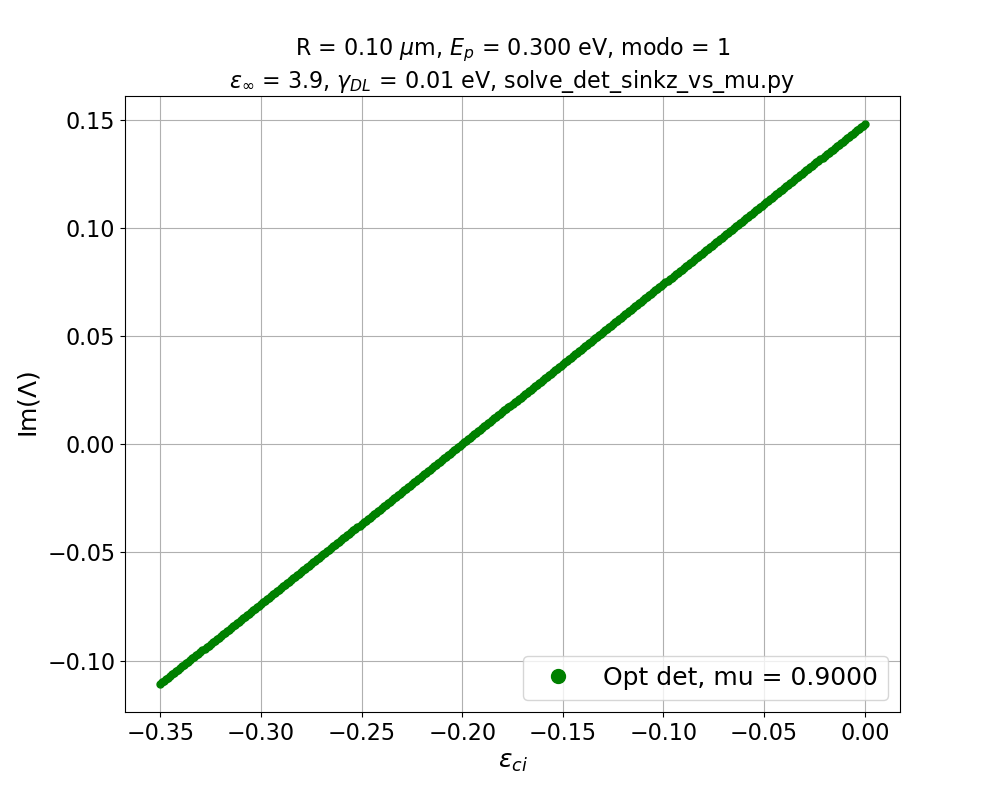 R = 0.10 μm, E_p = 0.300 eV, modo = 1
ε_∞ = 3.9, γ_DL = 0.01 eV, solve_det_sinkz_vs_mu.py
Im(Λ)
0.15
0.10
0.05
0.00
−0.05
−0.10
Opt det, mu = 0.9000
−0.35 −0.30 −0.25 −0.20 −0.15 −0.10 −0.05 0.00
ε_ci